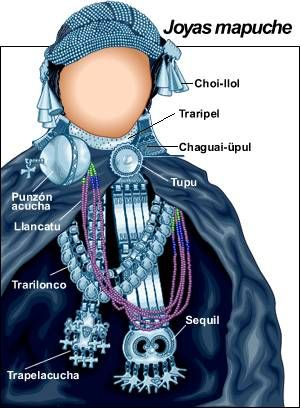 Joyas mapuche
Choi-llol
Traripel
Chaguai-üpul
Tupu
Punzón
acucha
Llancatu
Trarilonco
Sequil
Trapelacucha